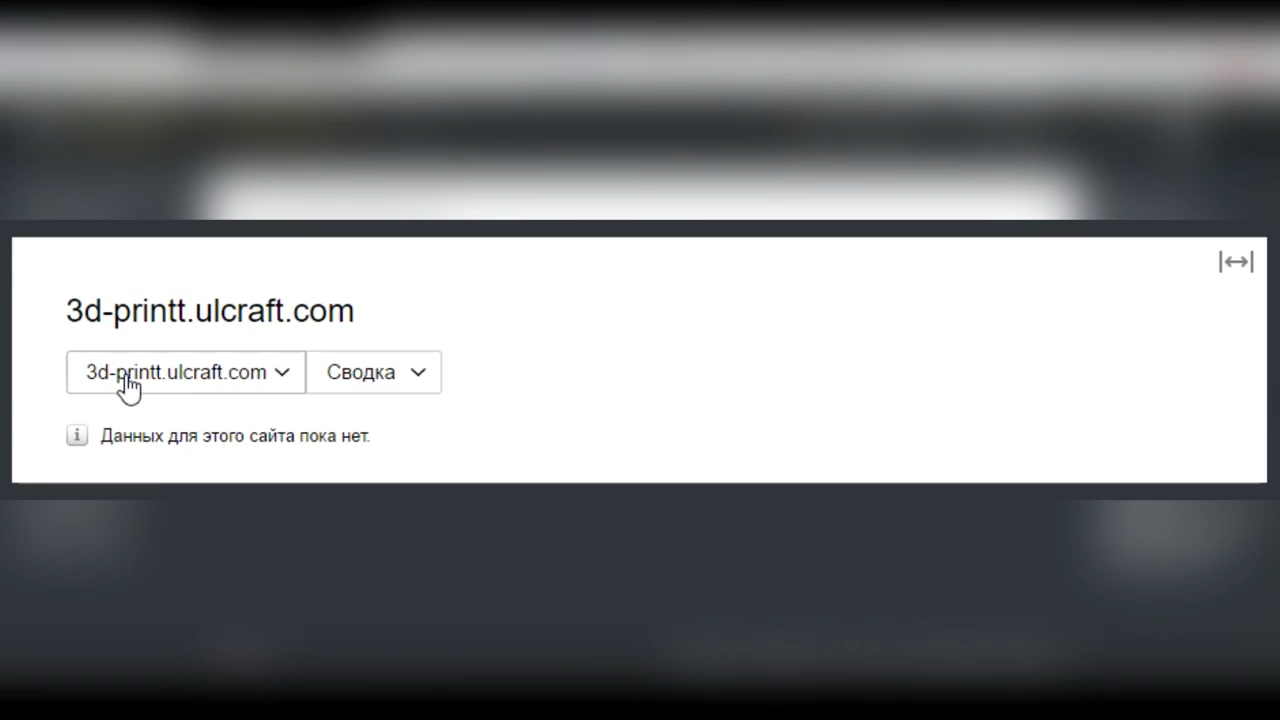 3d-printt.ulcraft.com
3d-printt.ulcraft.com Сводка
Данных для этого сайта пока нет.